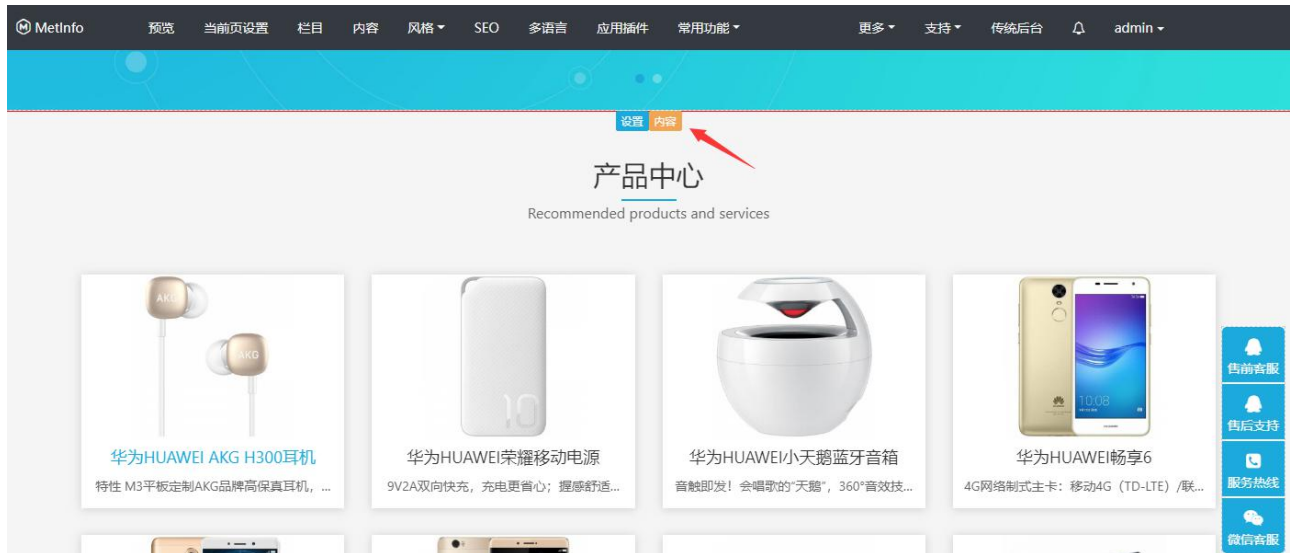 MetInfo 预览 当前页设置 栏目 内容 风格 SEO 多语言 应用插件 常用功能 更多 支持 传统后台 admin
设置 内容
产品中心
Recommended products and services
AKG
AKG
10
10:08
售前客服
售后支持
服务热线
微信客服
华为HUAWEI AKG H300耳机
特性 M3平板定制AKG品牌高保真耳机，...
华为HUAWEI荣耀移动电源
9V2A双向快充，充电更省心；握感舒适...
华为HUAWEI小天鹅蓝牙音箱
音触即发！会唱歌的“天鹅”，360°音效技...
华为HUAWEI畅享6
4G网络制式主卡：移动4G（TD-LTE）/联...